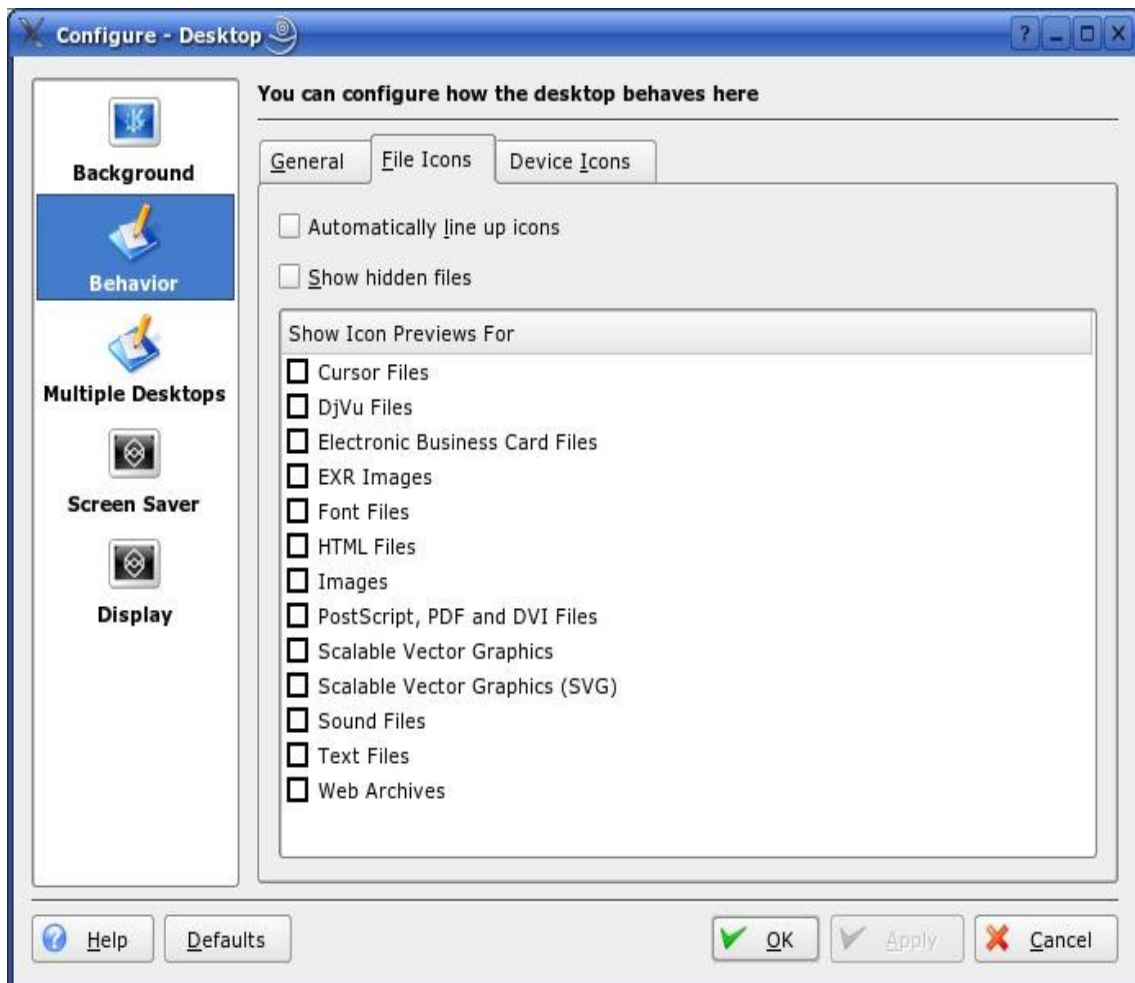 Configure - Desktop
You can configure how the desktop behaves here
Background
Behavior
Multiple Desktops
Screen Saver
Display
General
File Icons
Device Icons
Automatically line up icons
Show hidden files
Show Icon Previews For
Cursor Files
DjVu Files
Electronic Business Card Files
EXR Images
Font Files
HTML Files
Images
PostScript, PDF and DVI Files
Scalable Vector Graphics
Scalable Vector Graphics (SVG)
Sound Files
Text Files
Web Archives
Help
Defaults
OK
Apply
Cancel